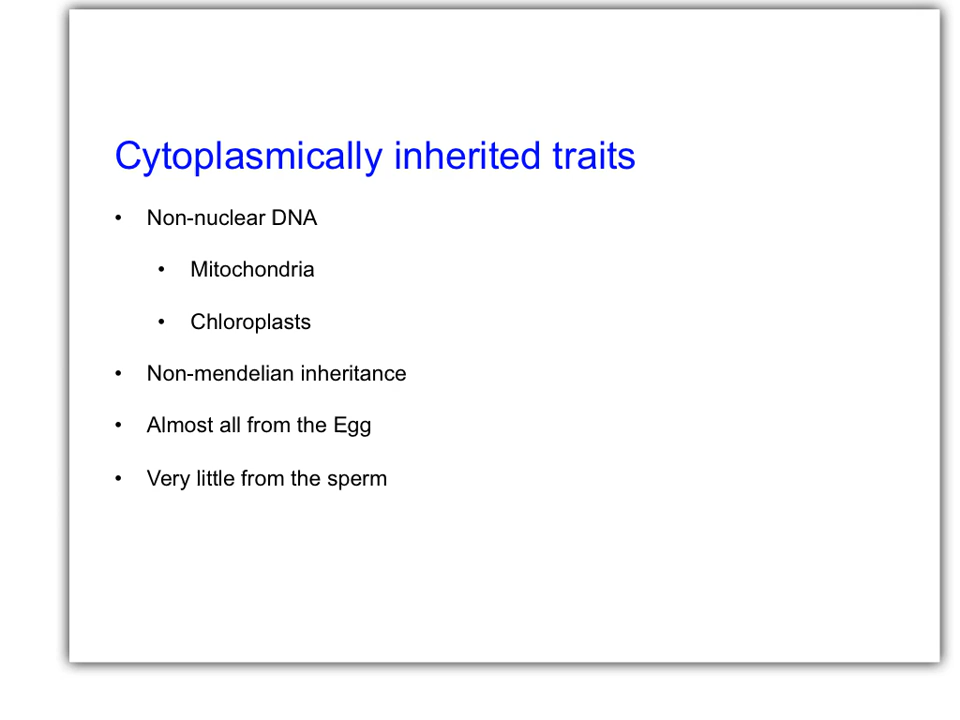 Cytoplasmically inherited traits
• Non-nuclear DNA
• Mitochondria
• Chloroplasts
• Non-mendelian inheritance
• Almost all from the Egg
• Very little from the sperm